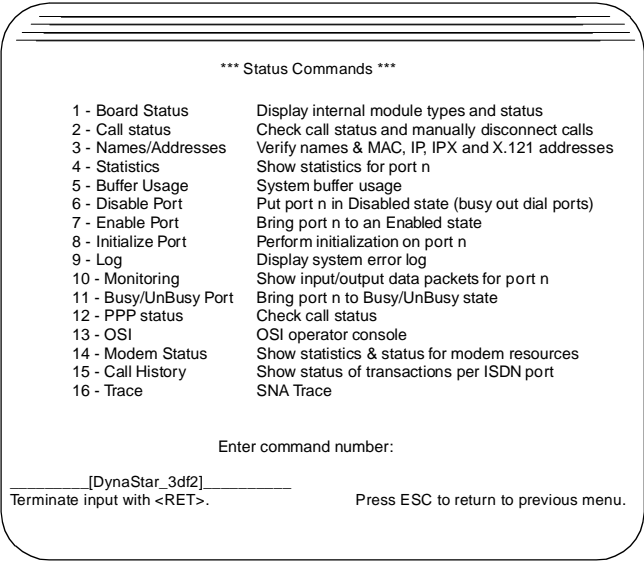 *** Status Commands ***
1 - Board Status Display internal module types and status
2 - Call status Check call status and manually disconnect calls
3 - Names/Addresses Verify names & MAC, IP, IPX and X.121 addresses
4 - Statistics Show statistics for port n
5 - Buffer Usage System buffer usage
6 - Disable Port Put port n in Disabled state (busy out dial ports)
7 - Enable Port Bring port n to an Enabled state
8 - Initialize Port Perform initialization on port n
9 - Log Display system error log
10 - Monitoring Show input/output data packets for port n
11 - Busy/UnBusy Port Bring port n to Busy/UnBusy state
12 - PPP status Check call status
13 - OSI OSI operator console
14 - Modem Status Show statistics & status for modem resources
15 - Call History Show status of transactions per ISDN port
16 - Trace SNA Trace
Enter command number:
_________[DynaStar_3df2]__________
Terminate input with <RET>. Press ESC to return to previous menu.